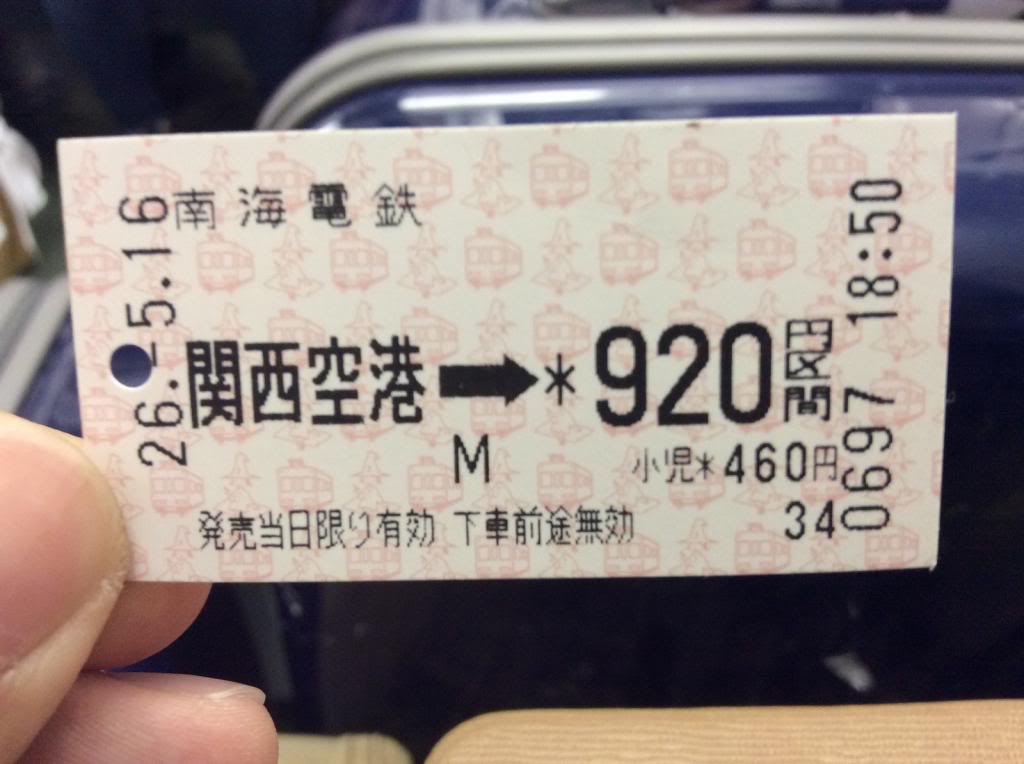 南海電鉄
26.-5.16
関西空港➡*920円区間
M
小児*460円
発売当日限り有効 下車前途無効
34
0697 18:50